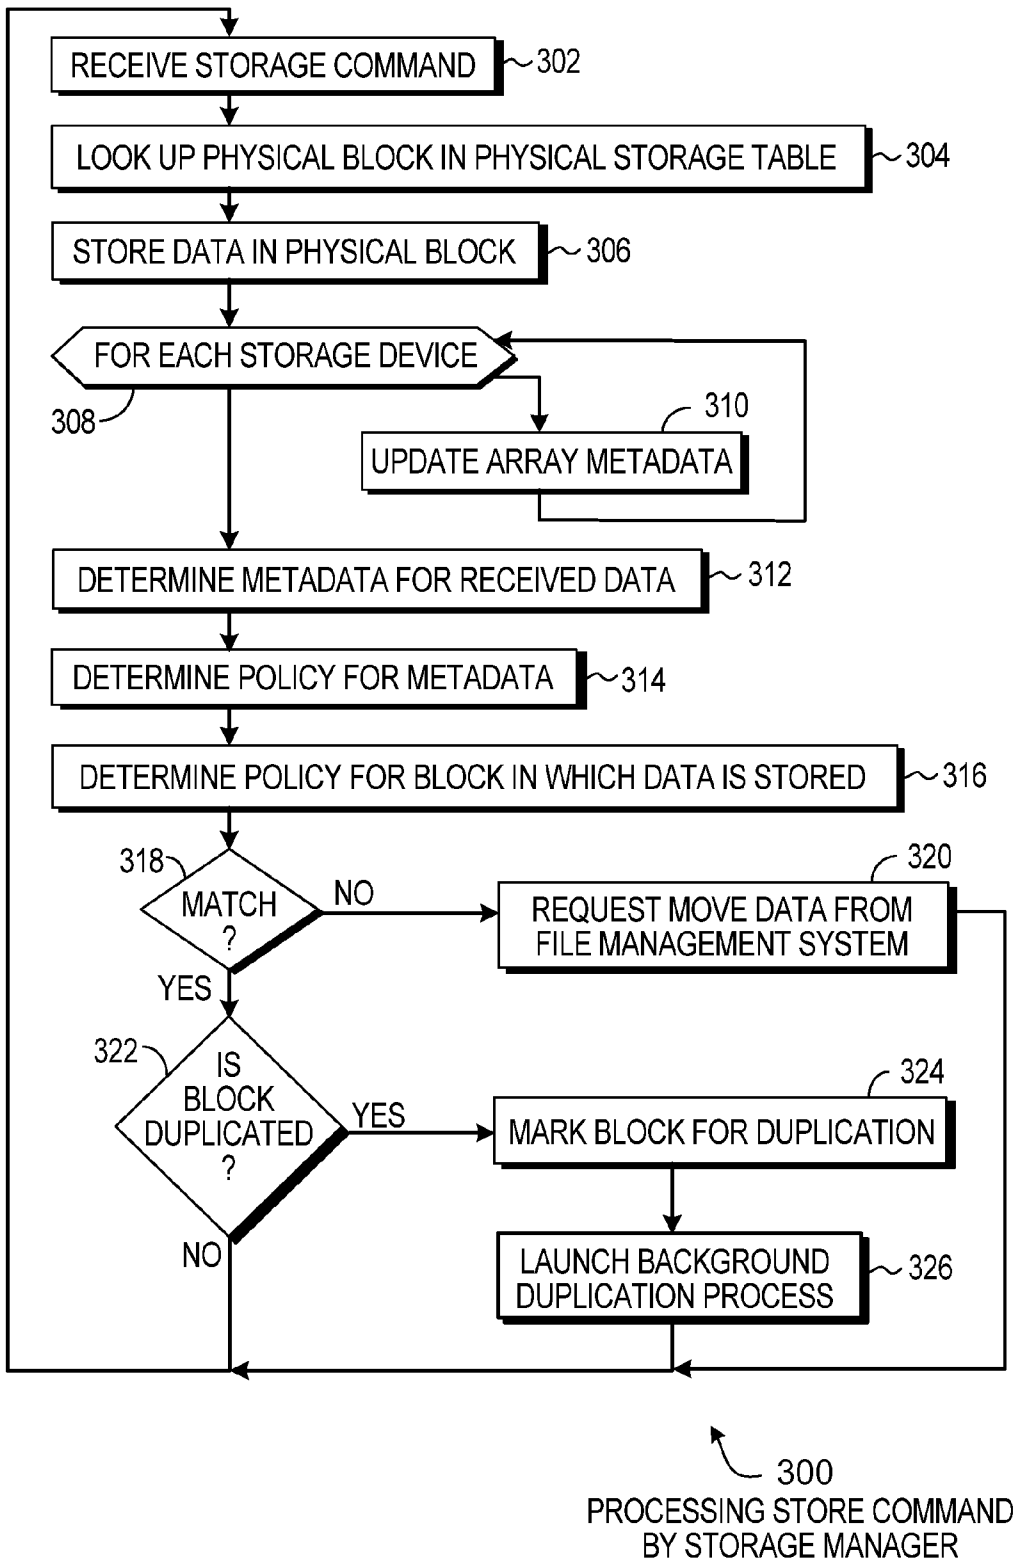 RECEIVE STORAGE COMMAND
302
LOOK UP PHYSICAL BLOCK IN PHYSICAL STORAGE TABLE
304
STORE DATA IN PHYSICAL BLOCK
306
FOR EACH STORAGE DEVICE
308
310
UPDATE ARRAY METADATA
DETERMINE METADATA FOR RECEIVED DATA
312
DETERMINE POLICY FOR METADATA
314
DETERMINE POLICY FOR BLOCK IN WHICH DATA IS STORED
316
318
MATCH
?
NO
YES
320
REQUEST MOVE DATA FROM
FILE MANAGEMENT SYSTEM
322
IS
BLOCK
DUPLICATED
?
YES
NO
324
MARK BLOCK FOR DUPLICATION
LAUNCH BACKGROUND
DUPLICATION PROCESS
326
300
PROCESSING STORE COMMAND
BY STORAGE MANAGER